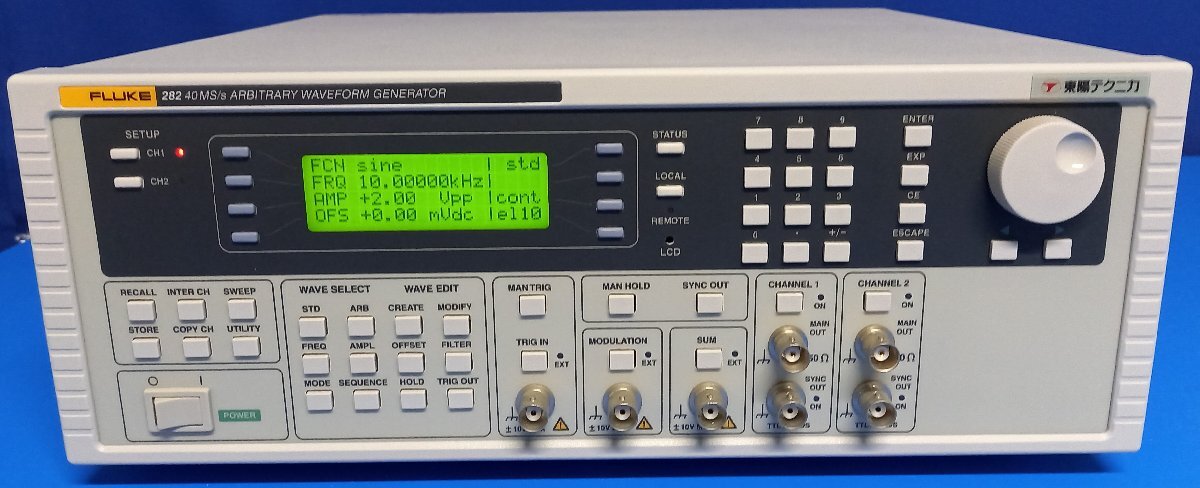 FLUKE 282 40MS/s ARBITRARY WAVEFORM GENERATOR
東陽テクニカ
SETUP
CH1
CH2
FCN sine | std
FRQ 10.00000kHz|
AMP +2.00 Vpp |cont
OFS +0.00 mVdc |el10
STATUS
LOCAL
REMOTE
LCD
7 8 9
4 5 6
1 2 3
0 . +/-
ENTER
EXP
CE
ESCAPE
RECALL INTER CH SWEEP
STORE COPY CH UTILITY
POWER
WAVE SELECT WAVE EDIT
STD ARB CREATE MODIFY
FREQ AMPL OFFSET FILTER
MODE SEQUENCE HOLD TRIG OUT
MAN TRIG
TRIG IN
EXT
±10V
MAN HOLD SYNC OUT
MODULATION
EXT
±10V
SUM
EXT
±10V
CHANNEL 1
ON
MAIN OUT
50Ω
SYNC OUT
ON
CHANNEL 2
ON
MAIN OUT
Ω
SYNC OUT
ON